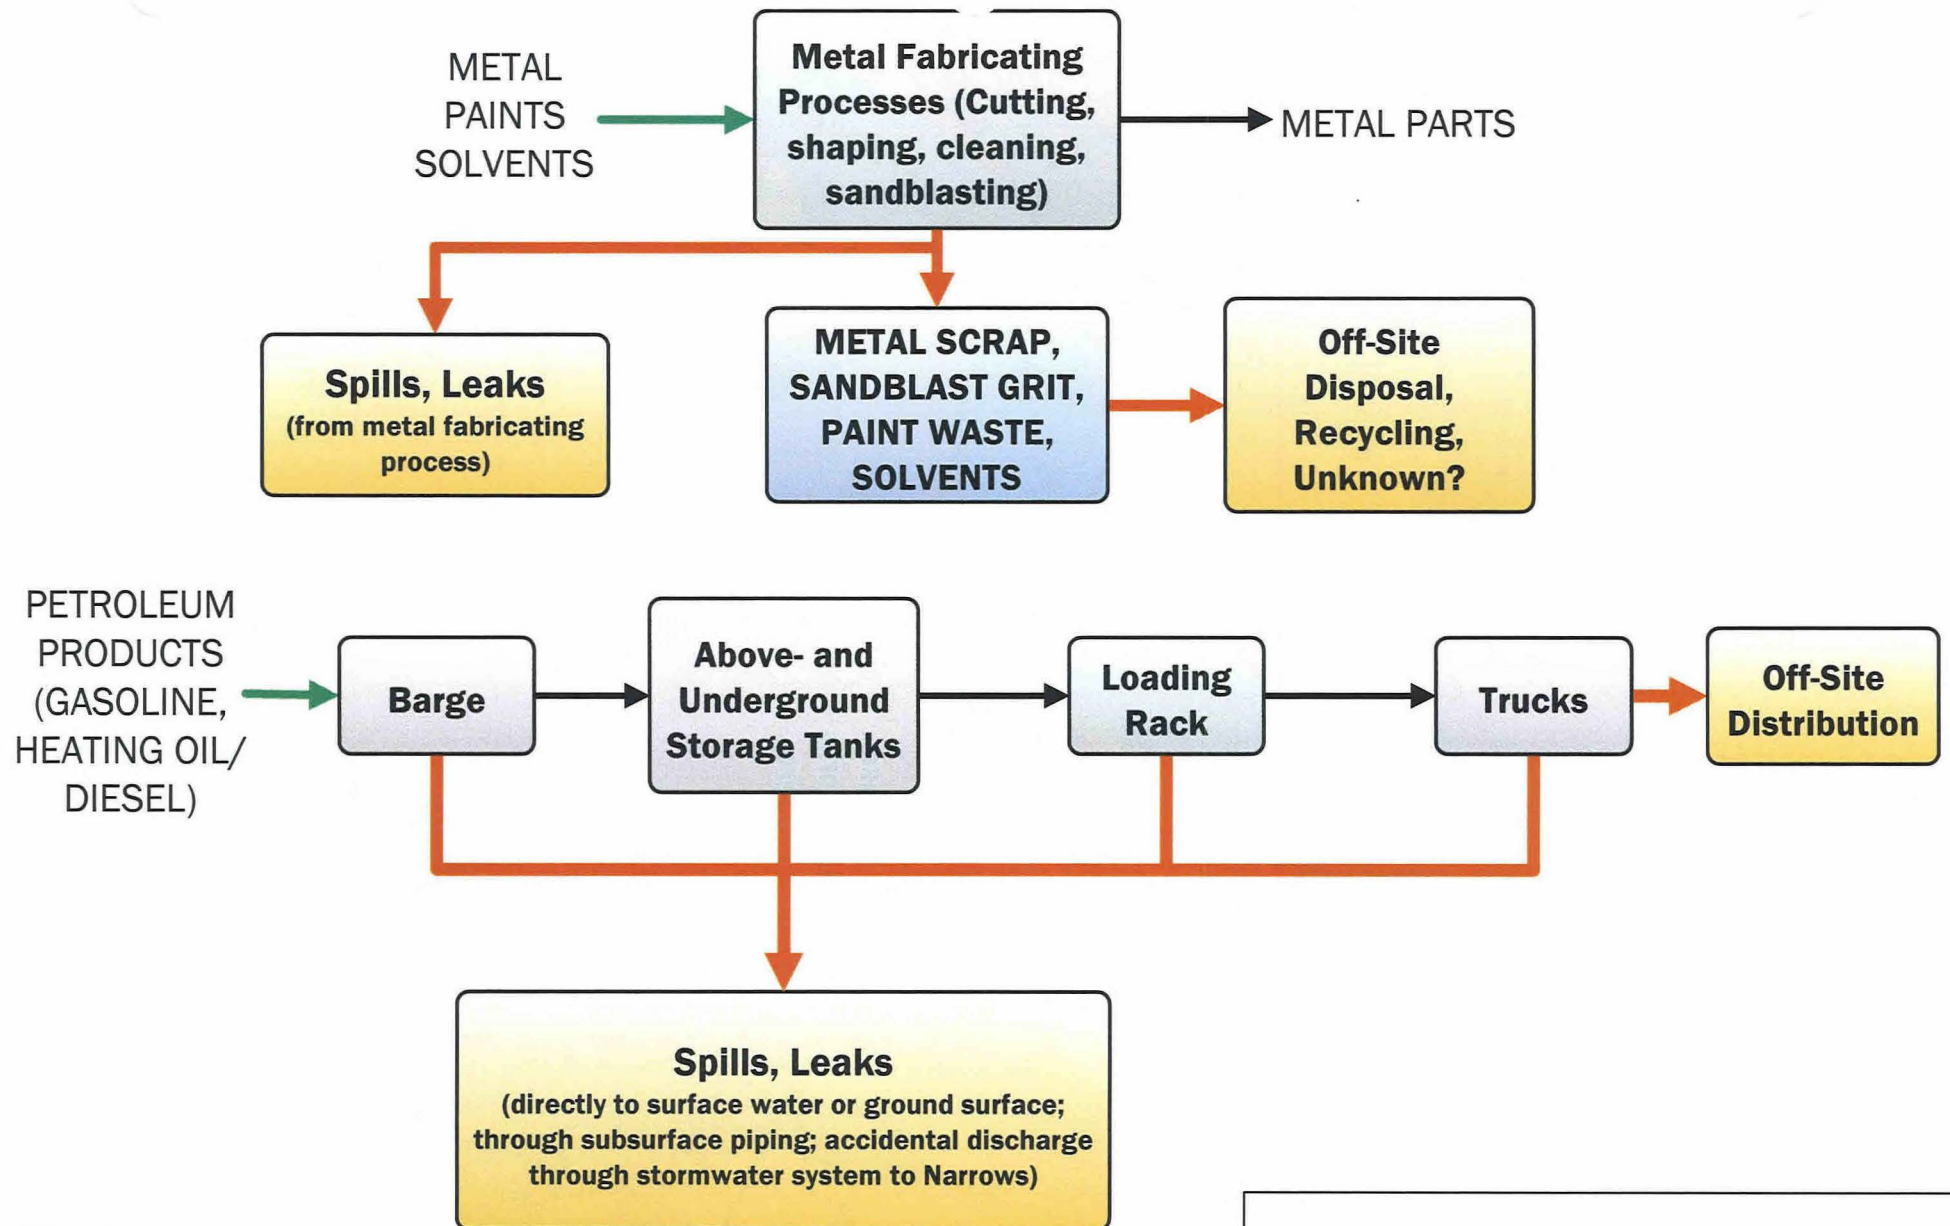 METAL
PAINTS
SOLVENTS
Metal Fabricating
Processes (Cutting,
shaping, cleaning,
sandblasting)
METAL PARTS
Spills, Leaks
(from metal fabricating
process)
METAL SCRAP,
SANDBLAST GRIT,
PAINT WASTE,
SOLVENTS
Off-Site
Disposal,
Recycling,
Unknown?
PETROLEUM
PRODUCTS
(GASOLINE,
HEATING OIL/
DIESEL)
Barge
Above- and
Underground
Storage Tanks
Loading
Rack
Trucks
Off-Site
Distribution
Spills, Leaks
(directly to surface water or ground surface;
through subsurface piping; accidental discharge
through stormwater system to Narrows)